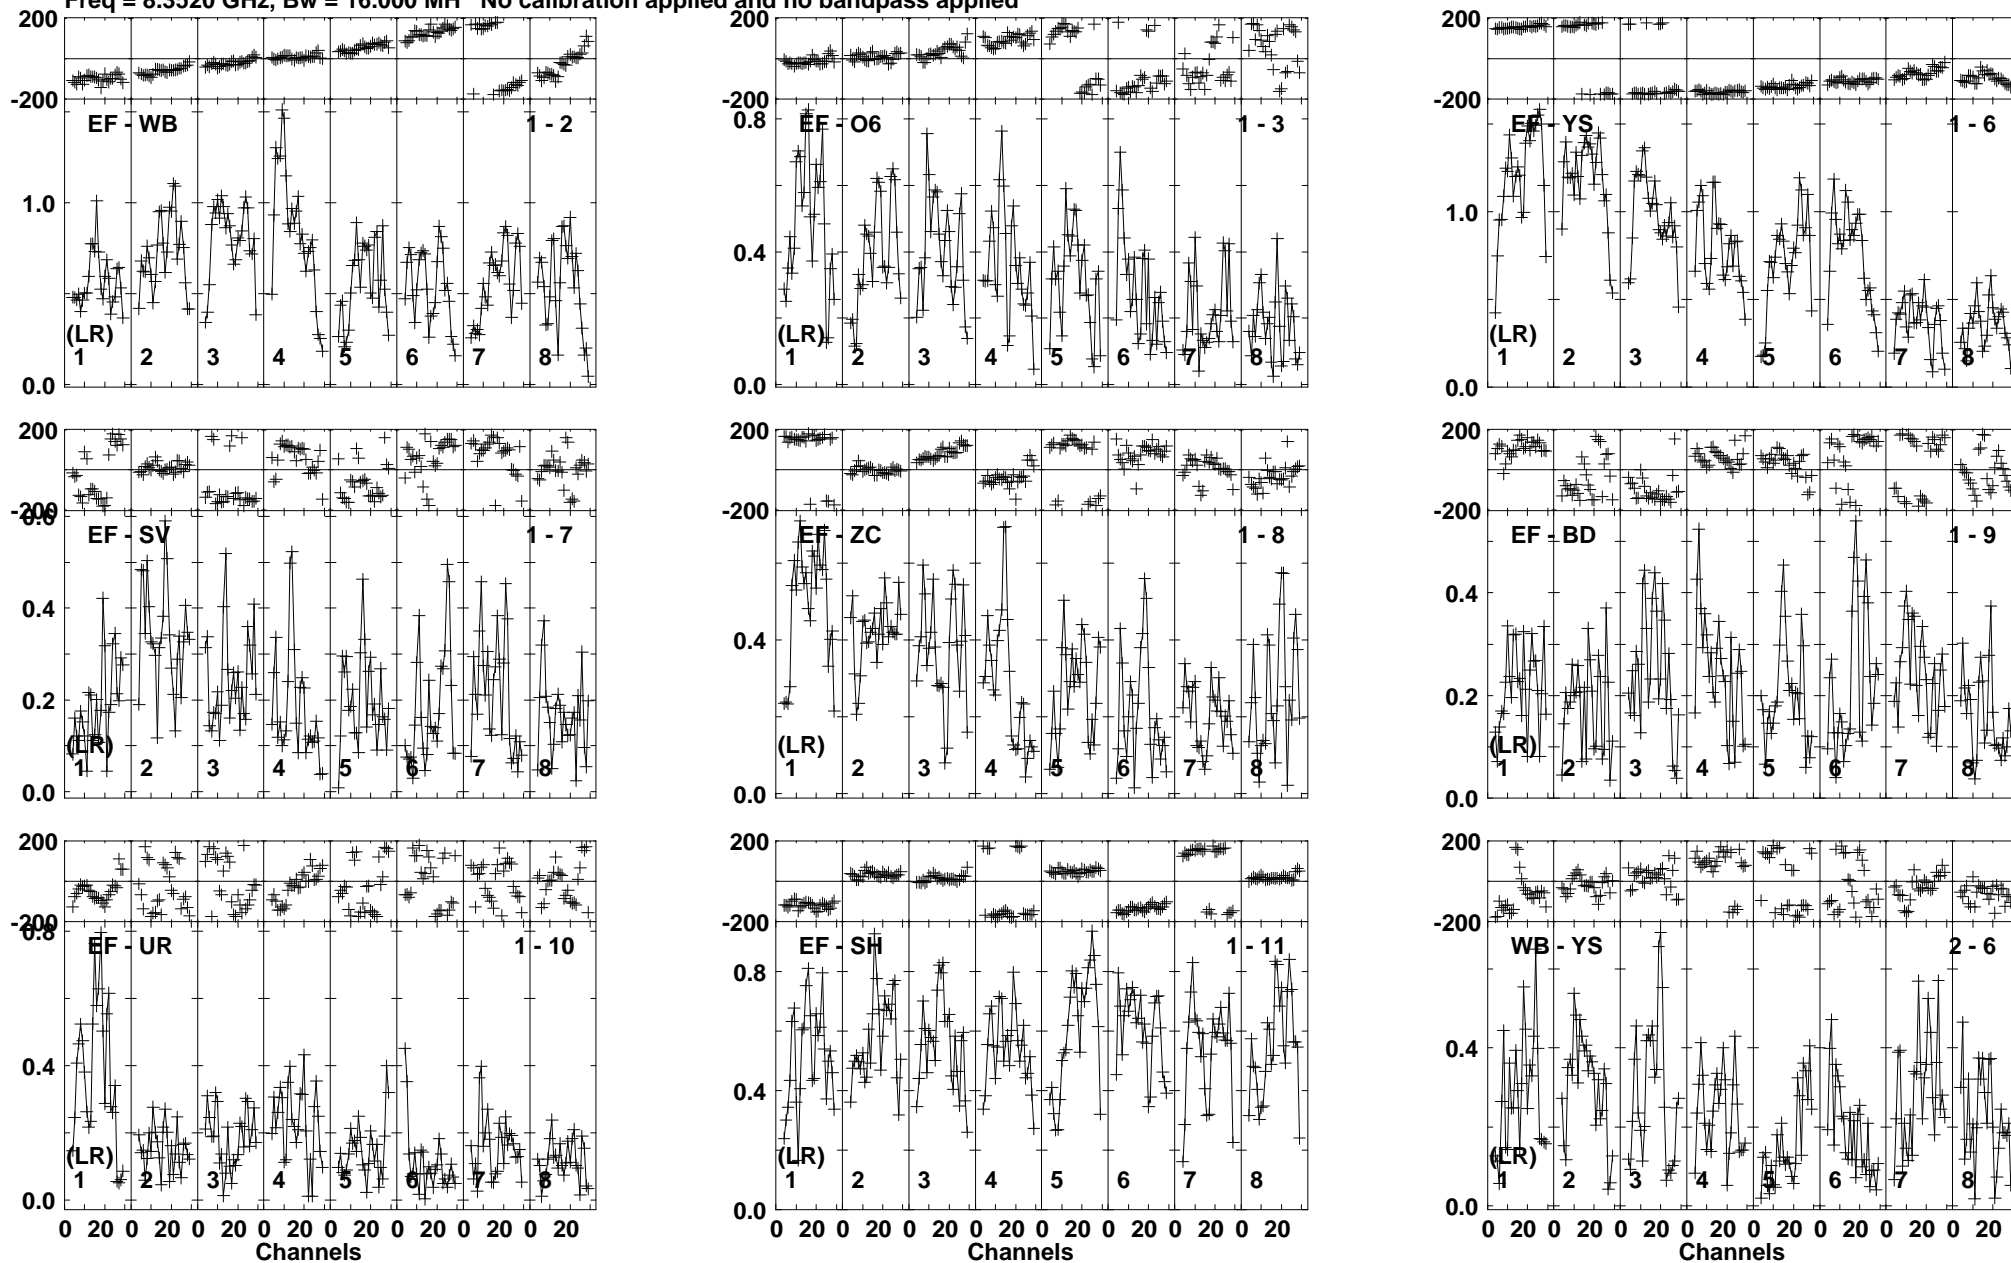 Freq = 8.3520 GHz, Bw = 16.000 MH No calibration applied and no bandpass applied
200 200 200
-200 -200 -200
EF - WB 1 - 2 EF - O6 1 - 3 EF - YS 1 - 6
0.8
1.0 1.0
0.4
(LR) (LR) (LR)
1 2 3 4 5 6 7 8 1 2 3 4 5 6 7 8 1 2 3 4 5 6 7 8
0.0 0.0 0.0
200 200 200
-200 -200 -200
0.6
EF - SV 1 - 7 EF - ZC 1 - 8 EF - BD 1 - 9
0.4 0.4 0.4
0.2 0.2
(LR) (LR) (LR)
1 2 3 4 5 6 7 8 1 2 3 4 5 6 7 8 1 2 3 4 5 6 7 8
0.0 0.0 0.0
200 200 200
-200 -200 -200
0.8
EF - UR 1 - 10 EF - SH 1 - 11 WB - YS 2 - 6
0.8
0.4 0.4 0.4
(LR) (LR) (LR)
1 2 3 4 5 6 7 8 1 2 3 4 5 6 7 8 1 2 3 4 5 6 7 8
0.0 0.0 0.0
0 20 0 20 0 20 0 20 0 20 0 20 0 20 0 20 0 20 0 20 0 20 0 20 0 20 0 20 0 20 0 20 0 20 0 20 0 20 0 20 0 20 0 20 0 20 0 20
Channels Channels Channels